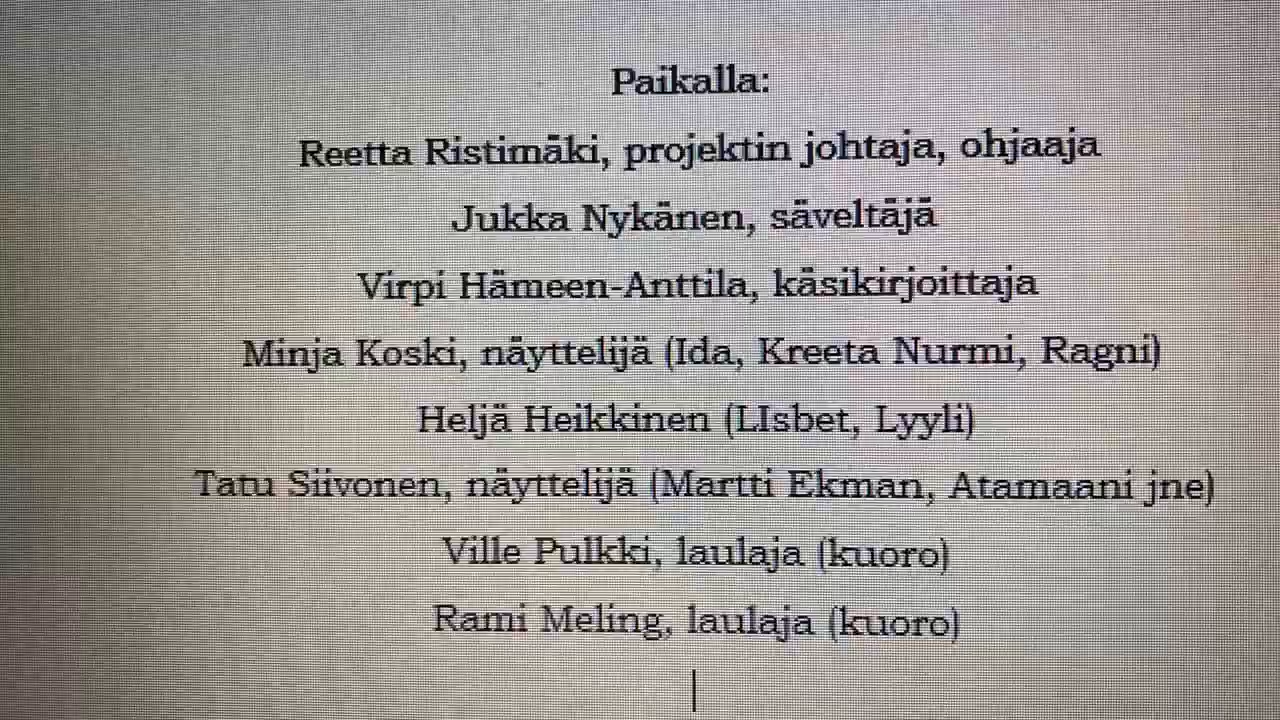 Paikalla:
Reetta Ristimäki, projektin johtaja, ohjaaja
Jukka Nykänen, säveltäjä
Virpi Hämeen-Anttila, käsikirjoittaja
Minja Koski, näyttelijä (Ida, Kreeta Nurmi, Ragni)
Heljä Heikkinen (LIsbet, Lyyli)
Tatu Siivonen, näyttelijä (Martti Ekman, Atamaani jne)
Ville Pulkki, laulaja (kuoro)
Rami Meling, laulaja (kuoro)